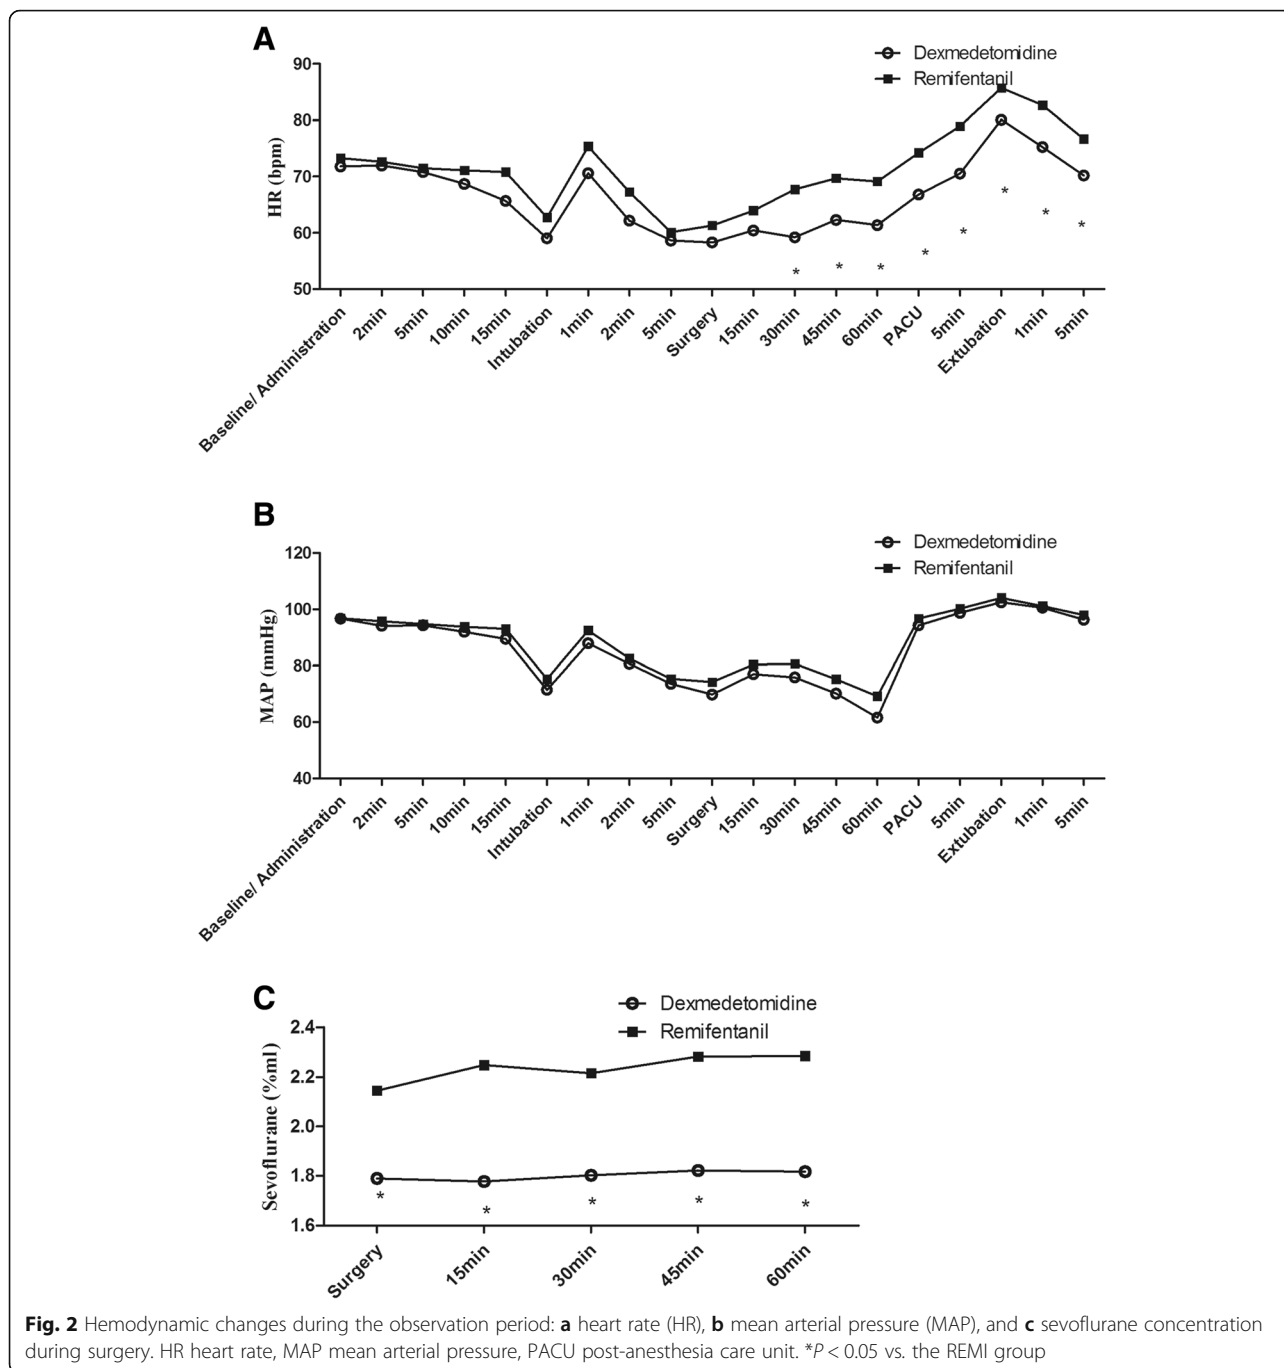 A
Dexmedetomidine
Remifentanil
90
80
70
60
50
HR (bpm)
* * * * * * * *
Baseline/ Administration 2min 5min 10min 15min Intubation 1min 2min 5min Surgery 15min 30min 45min 60min PACU 5min Extubation 1min 5min
B
Dexmedetomidine
Remifentanil
120
100
80
60
40
MAP (mmHg)
Baseline/ Administration 2min 5min 10min 15min Intubation 1min 2min 5min Surgery 15min 30min 45min 60min PACU 5min Extubation 1min 5min
C
Dexmedetomidine
Remifentanil
2.4
2.2
2.0
1.8
1.6
Sevoflurane (%ml)
* * * * *
Surgery 15min 30min 45min 60min
Fig. 2 Hemodynamic changes during the observation period: a heart rate (HR), b mean arterial pressure (MAP), and c sevoflurane concentration
during surgery. HR heart rate, MAP mean arterial pressure, PACU post-anesthesia care unit. *P < 0.05 vs. the REMI group